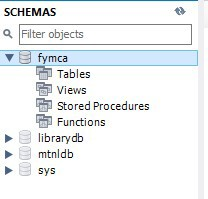 SCHEMAS
Filter objects
fymca
Tables
Views
Stored Procedures
Functions
librarydb
mtnldb
sys